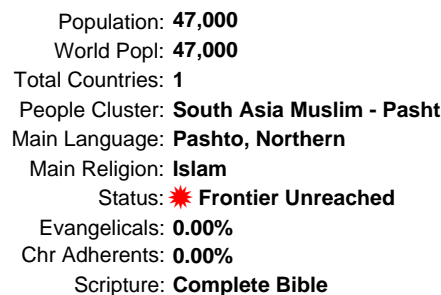 Population: 47,000
World Popl: 47,000
Total Countries: 1
People Cluster: South Asia Muslim - Pasht
Main Language: Pashto, Northern
Main Religion: Islam
Status: Frontier Unreached
Evangelicals: 0.00%
Chr Adherents: 0.00%
Scripture: Complete Bible